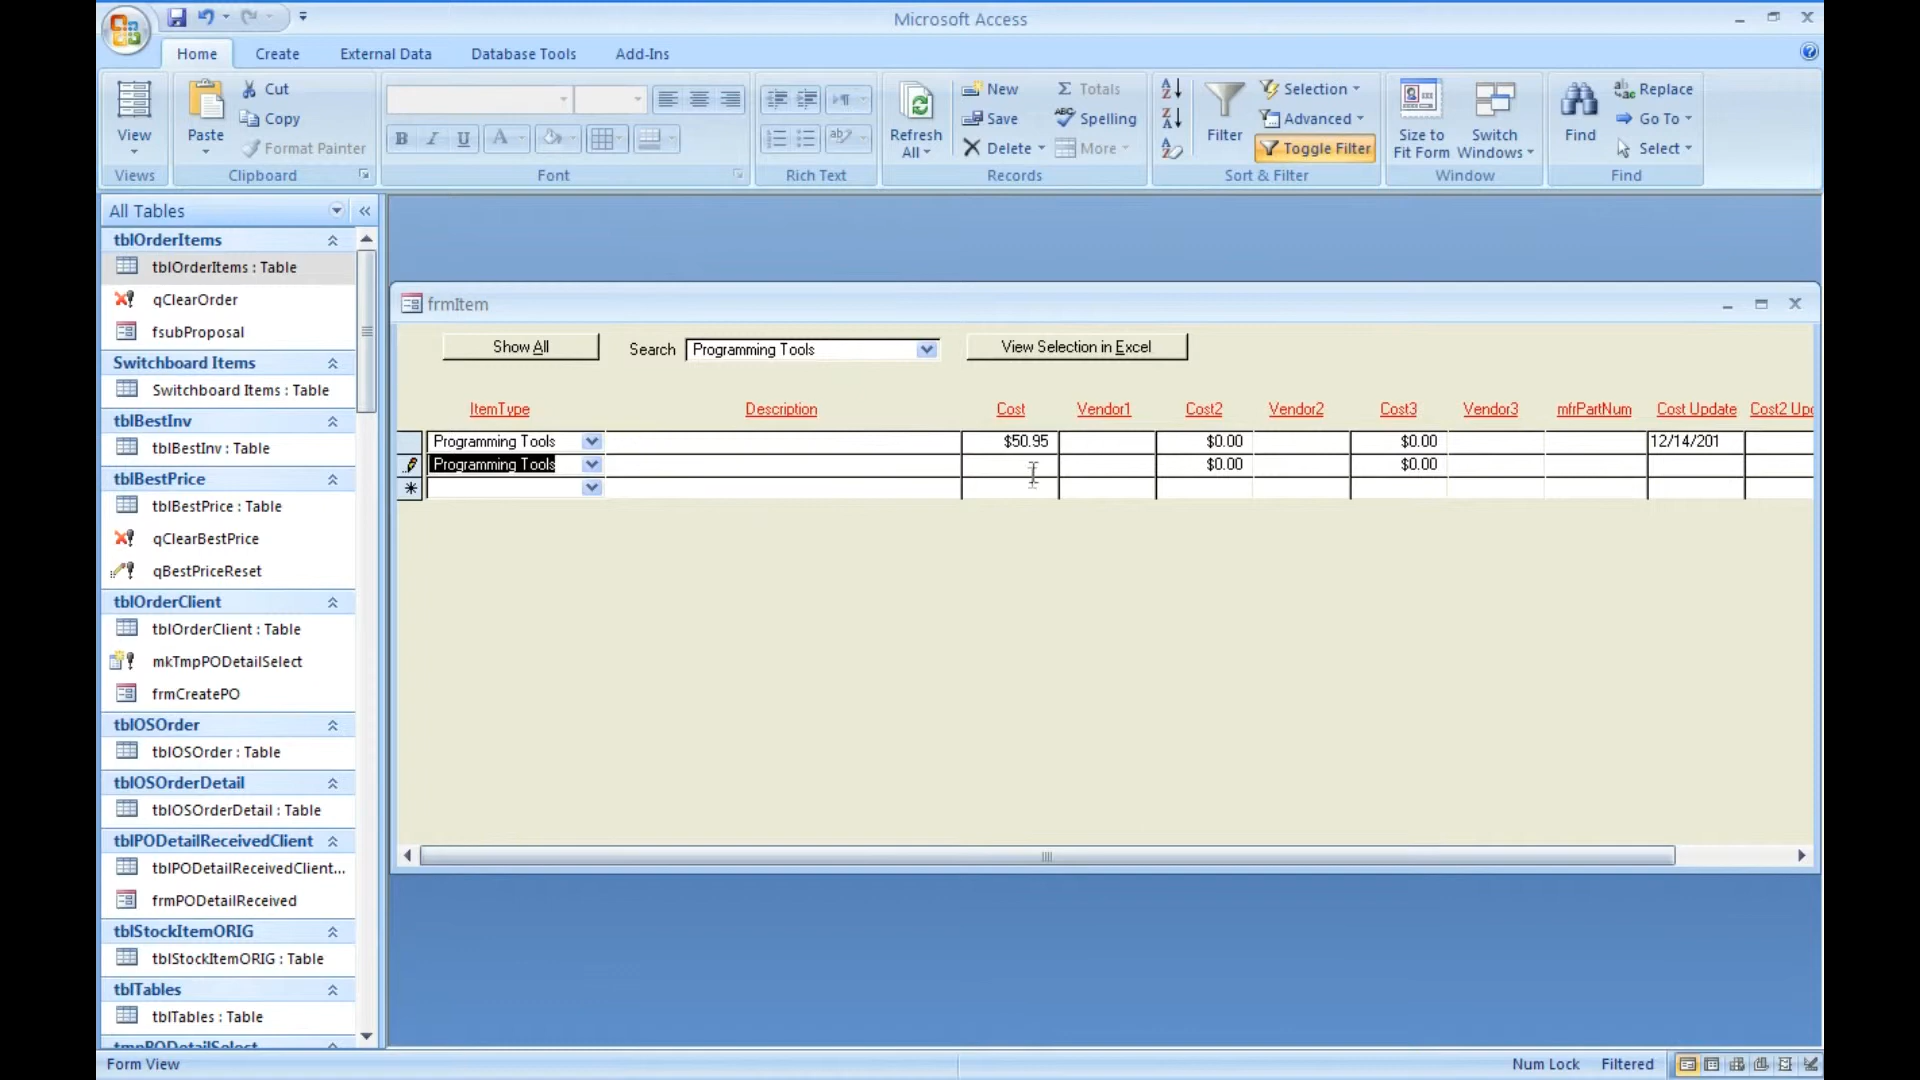 Microsoft Access
Home Create External Data Database Tools Add-Ins
View
Views
Paste
Cut
Copy
Format Painter
Clipboard
B I U A
Font
Rich Text
Refresh All
New
Save
Delete
Totals
Spelling
More
Records
Filter
Selection
Advanced
Toggle Filter
Sort & Filter
Size to Fit Form
Switch Windows
Window
Find
Replace
Go To
Select
Find
All Tables
tblOrderItems
tblOrderItems : Table
qClearOrder
fsubProposal
Switchboard Items
Switchboard Items : Table
tblBestInv
tblBestInv : Table
tblBestPrice
tblBestPrice : Table
qClearBestPrice
qBestPriceReset
tblOrderClient
tblOrderClient : Table
mkTmpPODetailSelect
frmCreatePO
tblOSOrder
tblOSOrder : Table
tblOSOrderDetail
tblOSOrderDetail : Table
tblPODetailReceivedClient
tblPODetailReceivedClient...
frmPODetailReceived
tblStockItemORIG
tblStockItemORIG : Table
tblTables
tblTables : Table
tmpPODetailSelect
frmItem
Show All Search Programming Tools View Selection in Excel
ItemType Description Cost Vendor1 Cost2 Vendor2 Cost3 Vendor3 mfrPartNum Cost Update Cost2 Upd
Programming Tools $50.95 $0.00 $0.00 12/14/201
Programming Tools $0.00 $0.00
Form View Num Lock Filtered